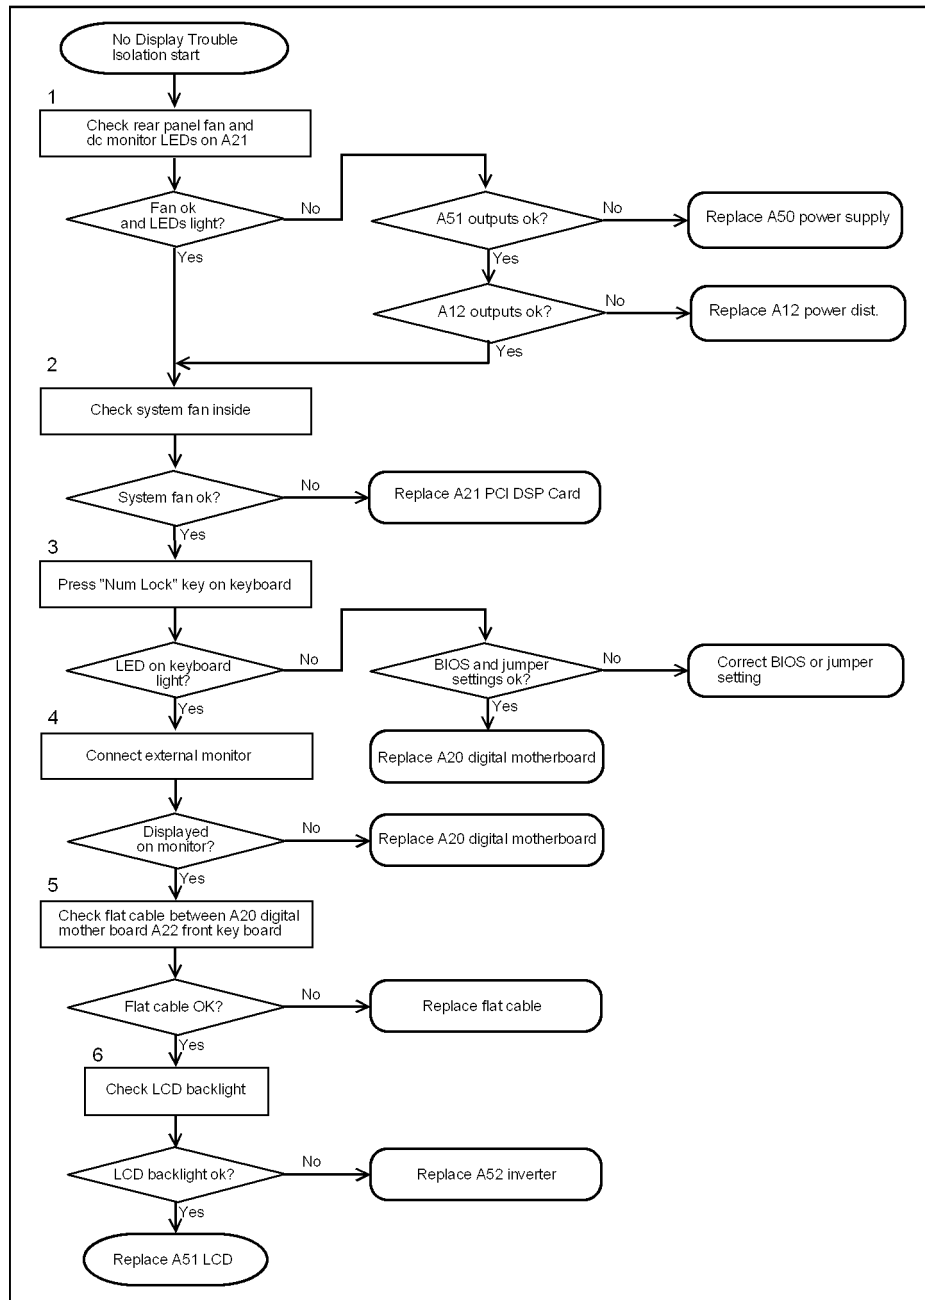 No Display Trouble
Isolation start
1
Check rear panel fan and
dc monitor LEDs on A21
Fan ok
and LEDs light?
No
Yes
A51 outputs ok?
No
Replace A50 power supply
Yes
A12 outputs ok?
No
Replace A12 power dist.
Yes
2
Check system fan inside
System fan ok?
No
Replace A21 PCI DSP Card
Yes
3
Press "Num Lock" key on keyboard
LED on keyboard
light?
No
Yes
BIOS and jumper
settings ok?
No
Correct BIOS or jumper
setting
Yes
Replace A20 digital motherboard
4
Connect external monitor
Displayed
on monitor?
No
Replace A20 digital motherboard
Yes
5
Check flat cable between A20 digital
mother board A22 front key board
Flat cable OK?
No
Replace flat cable
Yes
6
Check LCD backlight
LCD backlight ok?
No
Replace A52 inverter
Yes
Replace A51 LCD